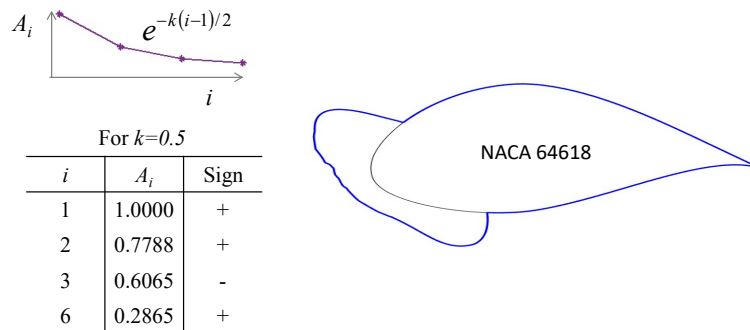 A_i
e^{-k(i-1)/2}
i
For k=0.5
i A_i Sign
1 1.0000 +
2 0.7788 +
3 0.6065 -
6 0.2865 +
NACA 64618